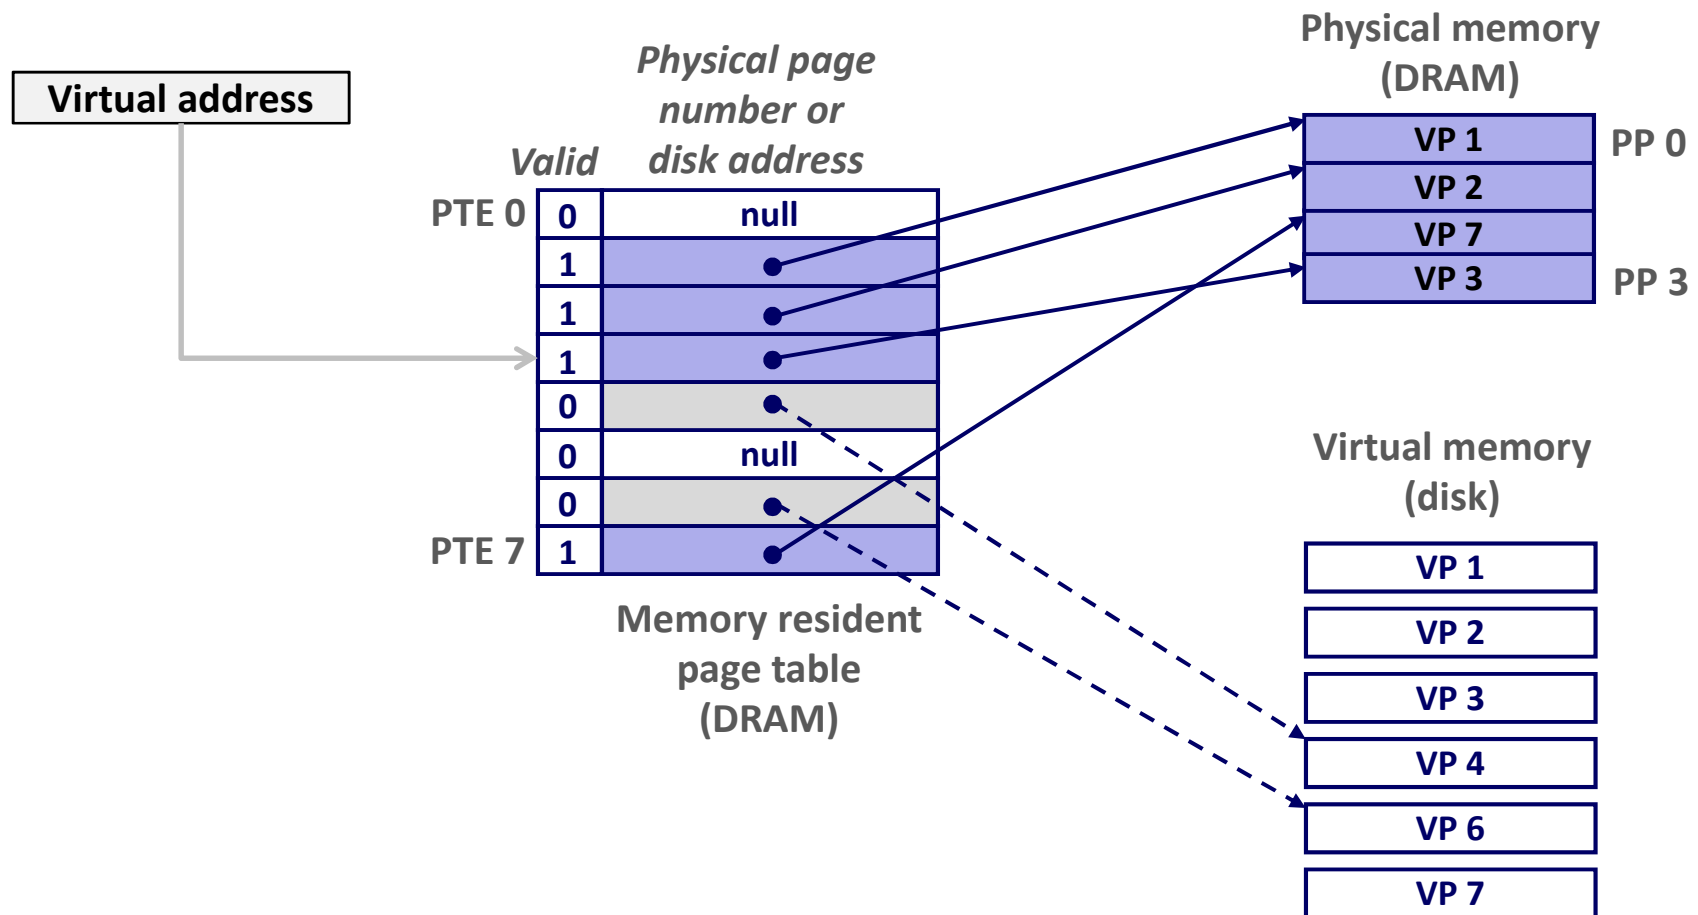 Virtual address
Physical page
number or
disk address
Valid
PTE 0
0
null
1
1
1
0
0
null
0
PTE 7
1
Memory resident
page table
(DRAM)
Physical memory
(DRAM)
VP 1
PP 0
VP 2
VP 7
VP 3
PP 3
Virtual memory
(disk)
VP 1
VP 2
VP 3
VP 4
VP 6
VP 7